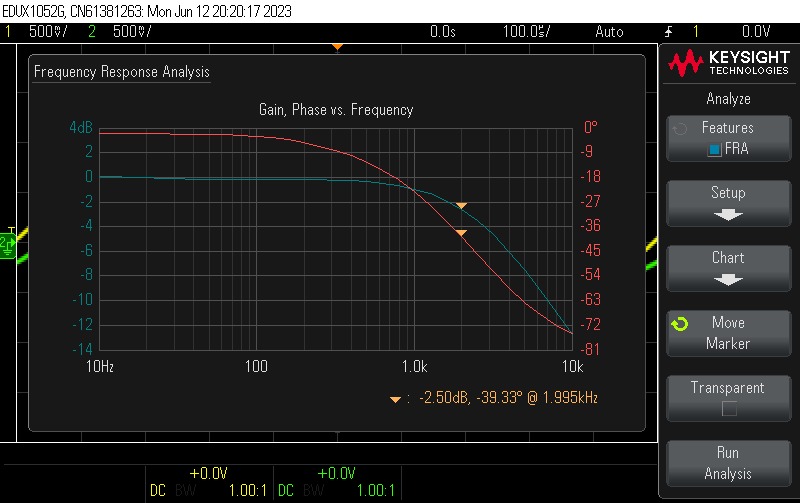 EDUX1052G, CN61381263: Mon Jun 12 20:20:17 2023
1 500mV/ 2 500mV/ 0.0s 100.0s/ Auto 1 0.0V
Frequency Response Analysis
Gain, Phase vs. Frequency
4dB 0°
2 -9
0 -18
-2 -27
-4 -36
-6 -45
-8 -54
-10 -63
-12 -72
-14 -81
10Hz 100 1.0k 10k
: -2.50dB, -39.33° @ 1.995kHz
T
2
KEYSIGHT
TECHNOLOGIES
Analyze
Features
FRA
Setup
Chart
Move
Marker
Transparent
Run
Analysis
+0.0V +0.0V
DC BW 1.00:1 DC BW 1.00:1